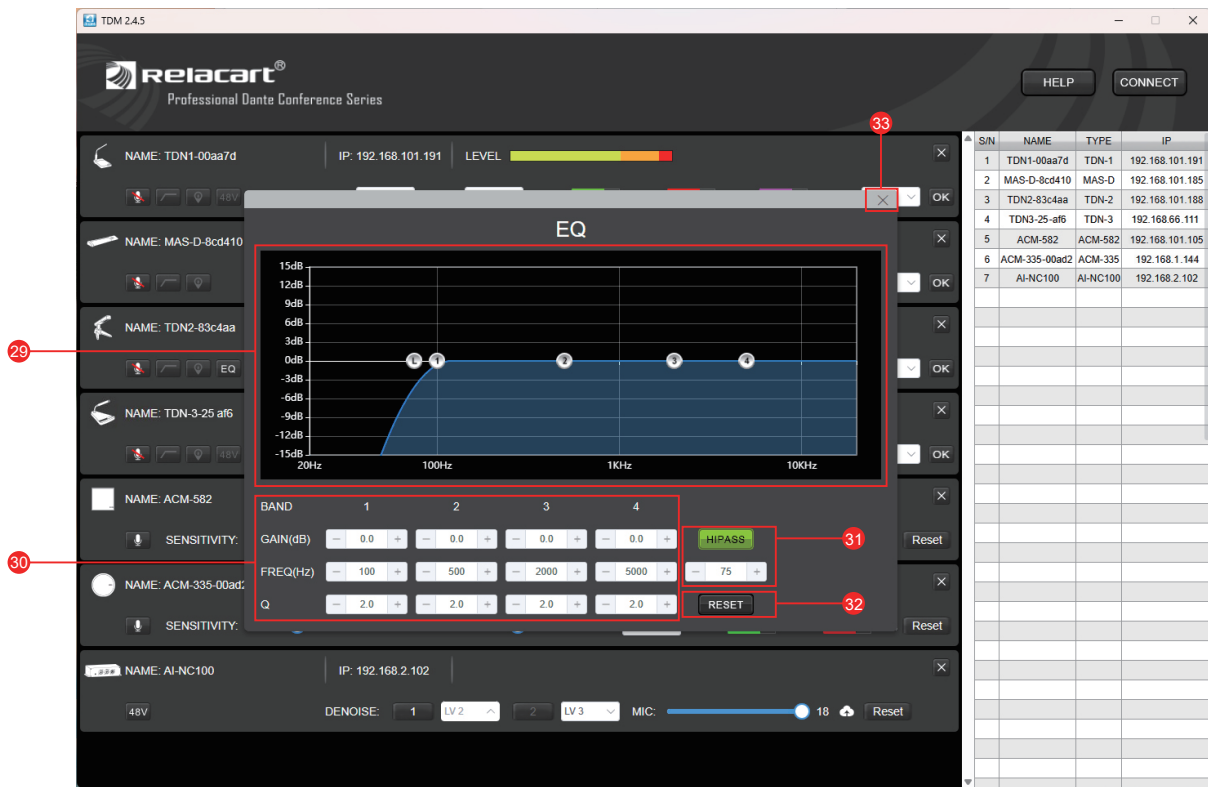 TDM 2.4.5
Relacart®
Professional Dante Conference Series
HELP CONNECT
33
NAME: TDN1-00aa7d IP: 192.168.101.191 LEVEL
48V OK
NAME: MAS-D-8cd410
OK
NAME: TDN2-83c4aa
EQ OK
NAME: TDN-3-25 af6
48V OK
NAME: ACM-582
SENSITIVITY: Reset
NAME: ACM-335-00ad2
SENSITIVITY: Reset
NAME: AI-NC100 IP: 192.168.2.102
48V DENOISE: 1 LV 2 2 LV 3 MIC: 18 Reset
EQ
15dB
12dB
9dB
6dB
3dB
0dB L 1 2 3 4
-3dB
-6dB
-9dB
-12dB
-15dB
20Hz 100Hz 1KHz 10KHz
29
BAND 1 2 3 4
GAIN(dB) − 0.0 + − 0.0 + − 0.0 + − 0.0 + HIPASS
FREQ(Hz) − 100 + − 500 + − 2000 + − 5000 + − 75 +
Q − 2.0 + − 2.0 + − 2.0 + − 2.0 + RESET
30
31
32
S/N NAME TYPE IP
1 TDN1-00aa7d TDN-1 192.168.101.191
2 MAS-D-8cd410 MAS-D 192.168.101.185
3 TDN2-83c4aa TDN-2 192.168.101.188
4 TDN3-25-af6 TDN-3 192.168.66.111
5 ACM-582 ACM-582 192.168.101.105
6 ACM-335-00ad2 ACM-335 192.168.1.144
7 AI-NC100 AI-NC100 192.168.2.102